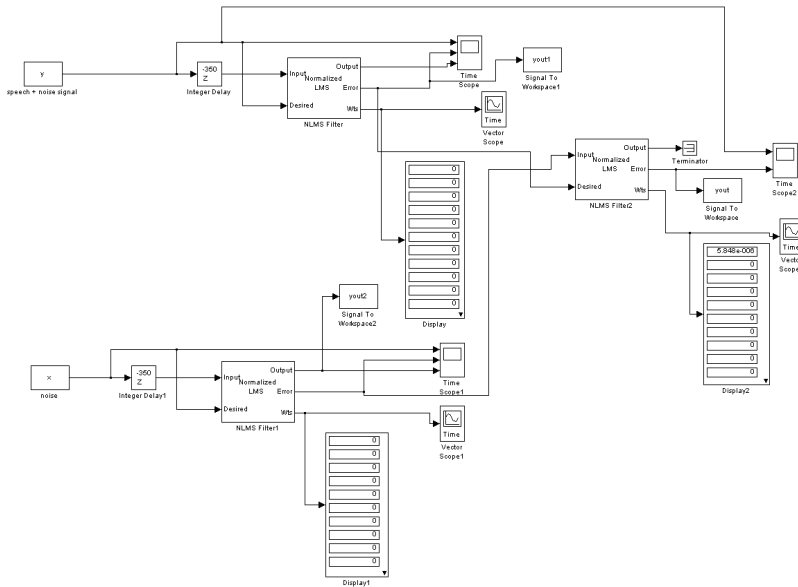 y
speech + noise signal
-350
Z
Integer Delay
Input
Desired
Normalized
LMS
Output
Error
Wts
NLMS Filter
Time
Scope
yout1
Signal To
Workspace1
Time
Vector
Scope
0
0
0
0
0
0
0
0
0
0
0
Display
Input
Desired
Normalized
LMS
Output
Error
Wts
NLMS Filter2
Terminator
Time
Scope2
yout
Signal To
Workspace
Time
Vecto
Scope
5.848e-006
0
0
0
0
0
0
0
0
0
Display2
yout2
Signal To
Workspace2
x
noise
-350
Z
Integer Delay1
Input
Desired
Normalized
LMS
Output
Error
Wts
NLMS Filter1
Time
Scope1
Time
Vector
Scope1
0
0
0
0
0
0
0
0
0
0
Display1